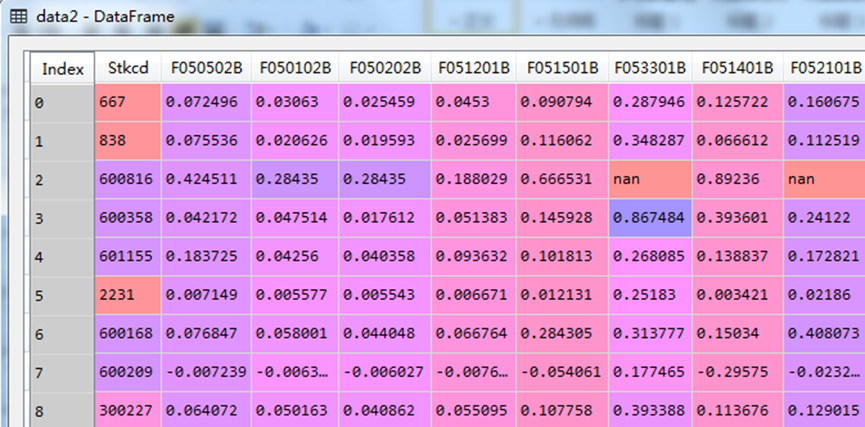 data2 - DataFrame
Index Stkcd F050502B F050102B F050202B F051201B F051501B F053301B F051401B F052101B
0 667 0.072496 0.03063 0.025459 0.0453 0.090794 0.287946 0.125722 0.160675
1 838 0.075536 0.020626 0.019593 0.025699 0.116062 0.348287 0.066612 0.112519
2 600816 0.424511 0.28435 0.28435 0.188029 0.666531 nan 0.89236 nan
3 600358 0.042172 0.047514 0.017612 0.051383 0.145928 0.867484 0.393601 0.24122
4 601155 0.183725 0.04256 0.040358 0.093632 0.101813 0.268085 0.138837 0.172821
5 2231 0.007149 0.005577 0.005543 0.006671 0.012131 0.25183 0.003421 0.02186
6 600168 0.076847 0.058001 0.044048 0.066764 0.284305 0.313777 0.15034 0.408073
7 600209 -0.007239 -0.0063… -0.006027 -0.0076… -0.054061 0.177465 -0.29575 -0.0232…
8 300227 0.064072 0.050163 0.040862 0.055095 0.107758 0.393388 0.113676 0.129015